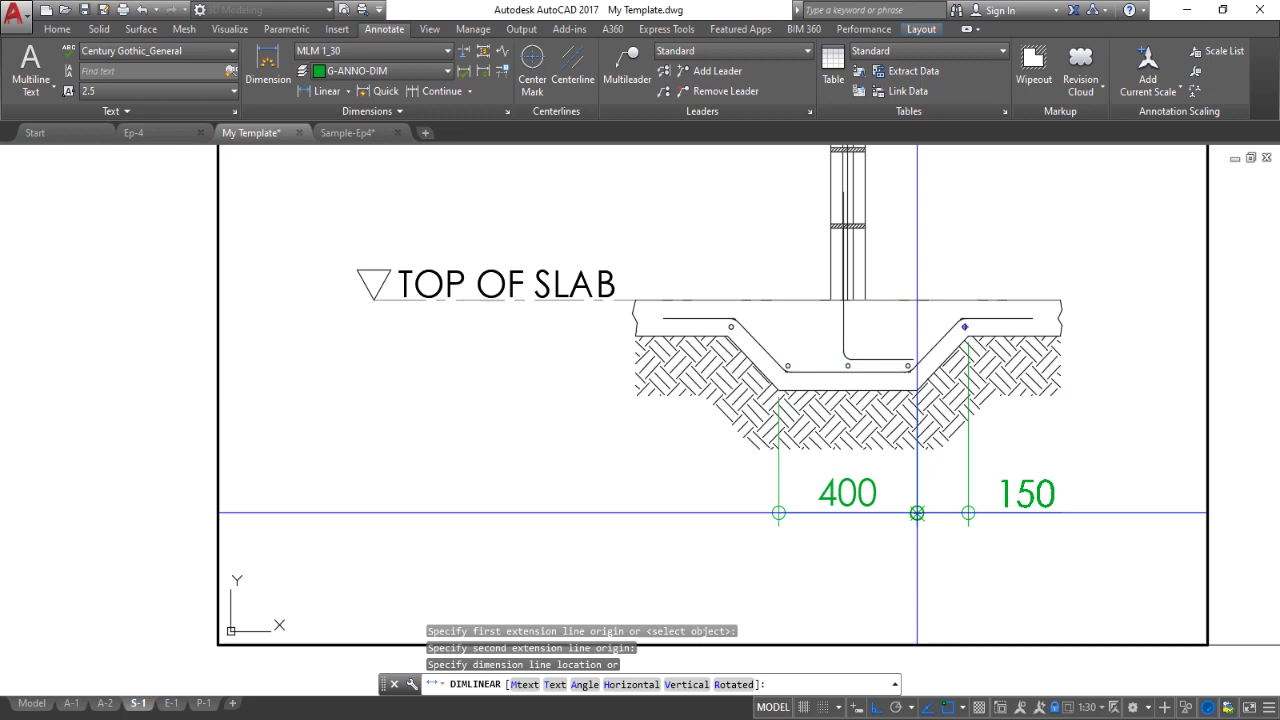 Autodesk AutoCAD 2017 My Template.dwg
3D Modeling
Type a keyword or phrase
Sign In
Home Solid Surface Mesh Visualize Parametric Insert Annotate View Manage Output Add-ins A360 Express Tools Featured Apps BIM 360 Performance Layout
Multiline Text
Century Gothic_General
Find text
2.5
Text
Dimension
MLM 1_30
G-ANNO-DIM
Linear Quick Continue
Dimensions
Center Mark
Centerline
Centerlines
Multileader
Standard
Add Leader
Remove Leader
Leaders
Table
Standard
Extract Data
Link Data
Tables
Wipeout
Revision Cloud
Markup
Add Current Scale
Scale List
Annotation Scaling
Start Ep-4 My Template* Sample-Ep4*
TOP OF SLAB
400 150
Y
X
Specify first extension line origin or <select object>:
Specify second extension line origin:
Specify dimension line location or
DIMLINEAR [Mtext Text Angle Horizontal Vertical Rotated]:
Model A-1 A-2 S-1 E-1 P-1
MODEL 1:30